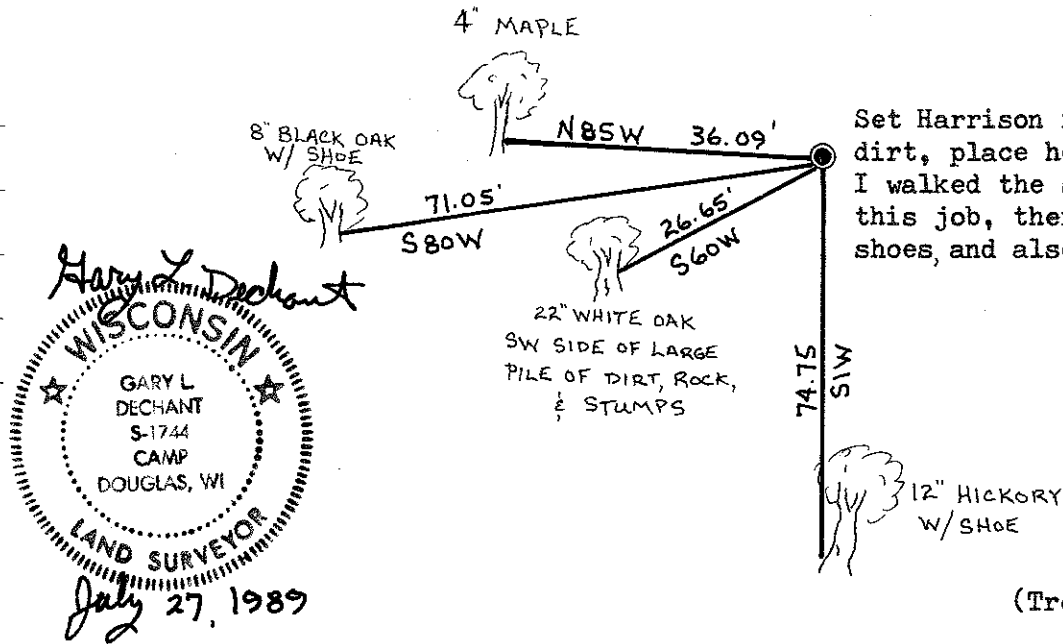 4" MAPLE
8" BLACK OAK
W/ SHOE
N85W 36.09'
71.05'
S80W
26.65'
S60W
22" WHITE OAK
SW SIDE OF LARGE
PILE OF DIRT, ROCK,
& STUMPS
74.75
S1W
12" HICKORY
W/ SHOE
Set Harrison
dirt, place
I walked the
this job,
shoes, and also
Gary L. Dechant
WISCONSIN
GARY L
DECHANT
S-1744
CAMP
DOUGLAS, WI
LAND SURVEYOR
July 27, 1989